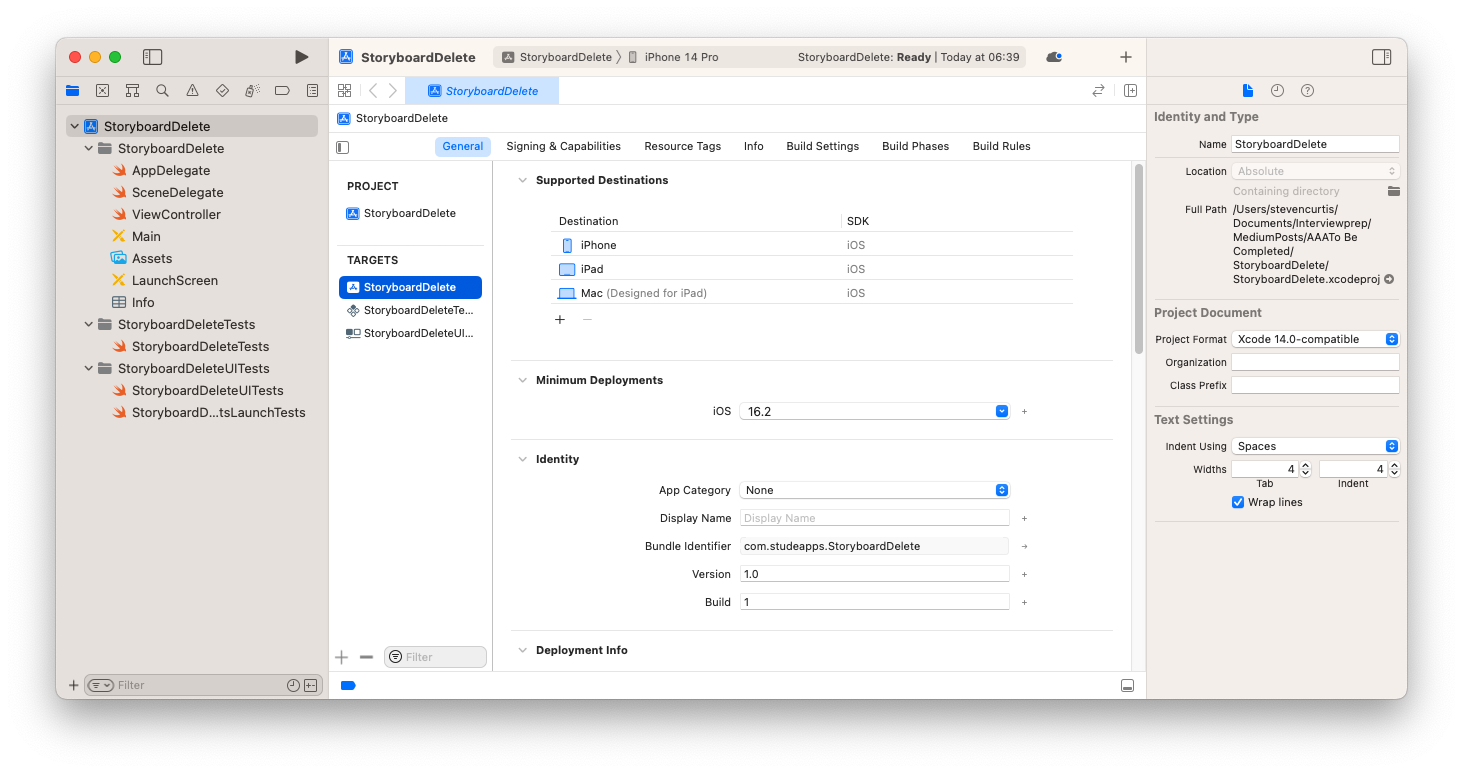 StoryboardDelete
StoryboardDelete
iPhone 14 Pro
StoryboardDelete: Ready | Today at 06:39
StoryboardDelete
StoryboardDelete
StoryboardDelete
StoryboardDelete
AppDelegate
SceneDelegate
ViewController
Main
Assets
LaunchScreen
Info
StoryboardDeleteTests
StoryboardDeleteTests
StoryboardDeleteUITests
StoryboardDeleteUITests
StoryboardD...tsLaunchTests
Filter
General
Signing & Capabilities
Resource Tags
Info
Build Settings
Build Phases
Build Rules
PROJECT
StoryboardDelete
TARGETS
StoryboardDelete
StoryboardDeleteTe...
StoryboardDeleteUI...
Filter
Supported Destinations
Destination
SDK
iPhone
iOS
iPad
iOS
Mac (Designed for iPad)
iOS
Minimum Deployments
iOS
16.2
Identity
App Category
None
Display Name
Display Name
Bundle Identifier
com.studeapps.StoryboardDelete
Version
1.0
Build
1
Deployment Info
Identity and Type
Name
StoryboardDelete
Location
Absolute
Containing directory
Full Path
/Users/stevencurtis/
Documents/Interviewprep/
MediumPosts/AAATo Be
Completed/
StoryboardDelete/
StoryboardDelete.xcodeproj
Project Document
Project Format
Xcode 14.0-compatible
Organization
Class Prefix
Text Settings
Indent Using
Spaces
Widths
4
4
Tab
Indent
Wrap lines